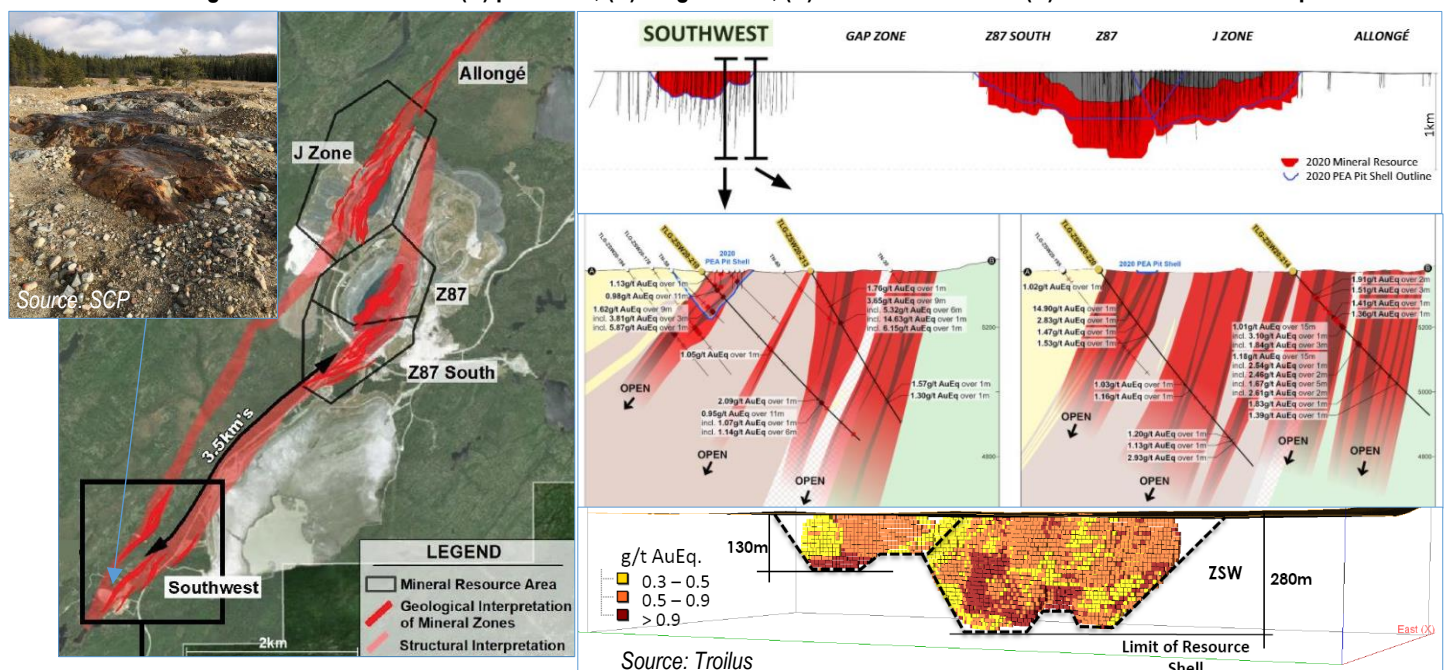 Source: SCP
Allongé
J Zone
Z87
Z87 South
3.5km's
Southwest
2km
LEGEND
Mineral Resource Area
Geological Interpretation
of Mineral Zones
Structural Interpretation
SOUTHWEST
GAP ZONE
Z87 SOUTH
Z87
J ZONE
ALLONGÉ
1km
2020 Mineral Resource
2020 PEA Pit Shell Outline
TN-40
TN-39
2020
PEA
Pit Shell
A
B
1.13g/t AuEq over 1m
0.98g/t AuEq over 11m
1.62g/t AuEq over 9m
incl. 3.81g/t AuEq over 3m
incl. 5.87g/t AuEq over 1m
1.05g/t AuEq over 1m
1.76g/t AuEq over 1m
3.65g/t AuEq over 9m
incl. 5.32g/t AuEq over 6m
incl. 14.63g/t AuEq over 1m
incl. 6.15g/t AuEq over 1m
5200
1.57g/t AuEq over 1m
1.30g/t AuEq over 1m
2.09g/t AuEq over 1m
0.95g/t AuEq over 11m
incl. 1.07g/t AuEq over 1m
incl. 1.14g/t AuEq over 6m
OPEN
OPEN
OPEN
4800
2020 PEA Pit Shell
A
B
1.02g/t AuEq over 1m
14.90g/t AuEq over 1m
2.83g/t AuEq over 1m
1.47g/t AuEq over 1m
1.53g/t AuEq over 1m
1.03g/t AuEq over 1m
1.16g/t AuEq over 1m
1.20g/t AuEq over 1m
1.13g/t AuEq over 1m
2.93g/t AuEq over 1m
1.91g/t AuEq over 2m
1.51g/t AuEq over 3m
1.41g/t AuEq over 1m
1.36g/t AuEq over 1m
1.01g/t AuEq over 15m
incl. 3.10g/t AuEq over 1m
incl. 1.84g/t AuEq over 3m
1.18g/t AuEq over 15m
incl. 2.54g/t AuEq over 1m
incl. 2.46g/t AuEq over 2m
incl. 1.67g/t AuEq over 5m
incl. 2.61g/t AuEq over 2m
1.83g/t AuEq over 1m
1.39g/t AuEq over 1m
5200
5000
4800
OPEN
OPEN
OPEN
OPEN
g/t AuEq.
0.3 – 0.5
0.5 – 0.9
> 0.9
130m
ZSW
280m
East (X)
Limit of Resource
Shell
Source: Troilus